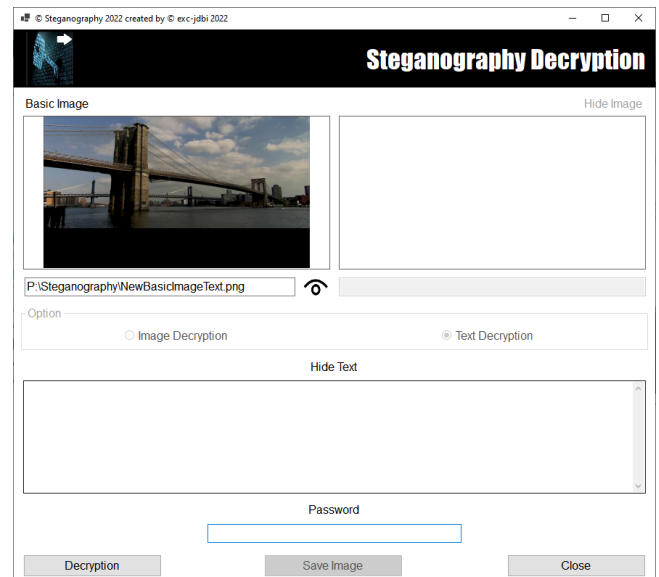 © Steganography 2022 created by © exc-jdbi 2022
Steganography Decryption
Basic Image
Hide Image
P:\Steganography\NewBasicImageText.png
Option
Image Decryption
Text Decryption
Hide Text
Password
Decryption
Save Image
Close